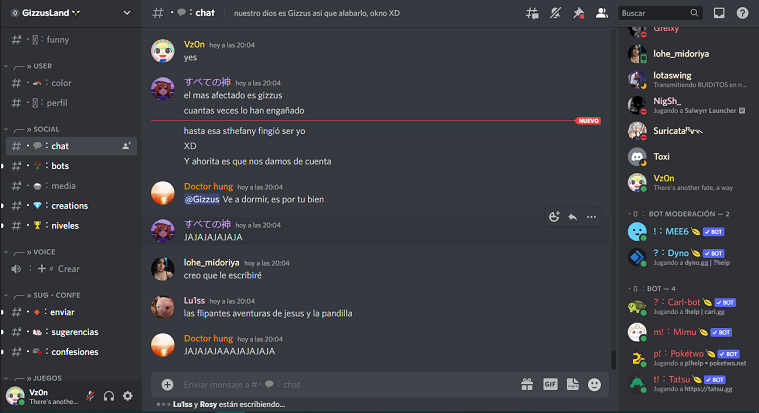 GizzusLand
funny
— » USER
color
perfil
— » SOCIAL
chat
bots
media
creations
niveles
— » VOICE
Crear
— » SUG - CONFE
enviar
sugerencias
confesiones
— » JUEGOS
Vz0n
There's anothe...
chat
nuestro dios es Gizzus asi que alabarlo, okno XD
Buscar
Vz0n hoy a las 20:04
yes
すべての神 hoy a las 20:04
el mas afectado es gizzus
cuantas veces lo han engañado
NUEVO
hasta esa sthefany fingió ser yo
XD
Y ahorita es que nos damos de cuenta
Doctor hung hoy a las 20:04
@Gizzus Ve a dormir, es por tu bien
すべての神 hoy a las 20:04
JAJAJAJAJAJA
lohe_midoriya hoy a las 20:04
creo que le escribiré
Lu1ss hoy a las 20:04
las flipantes aventuras de jesus y la pandilla
Doctor hung hoy a las 20:04
JAJAJAJAAAJAJAJAJA
Enviar mensaje a #· : chat
GIF
Lu1ss y Rosy están escribiendo...
Greixy
lohe_midoriya
lotaswing
Transmitiendo RUIDITOS en n...
NigSh_
Jugando a Salwyrr Launcher
Suricata
Toxi
Vz0n
There's another fate, a way
BOT MODERACIÓN — 2
! : MEE6 BOT
? : Dyno BOT
Jugando a dyno.gg | ?help
BOT — 4
? : Carl-bot BOT
Jugando a !help | carl.gg
m! : Mimu BOT
p! : Pokétwo BOT
Jugando a p!help • poketwo.net
t! : Tatsu BOT
Jugando a https://tatsu.gg